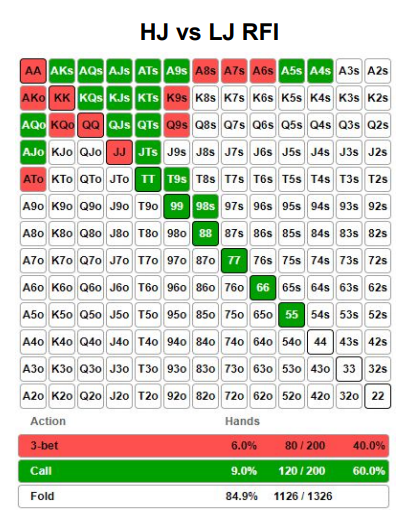 HJ vs LJ RFI
AA AKs AQs AJs ATs A9s A8s A7s A6s A5s A4s A3s A2s
AKo KK KQs KJs KTs K9s K8s K7s K6s K5s K4s K3s K2s
AQo KQo QQ QJs QTs Q9s Q8s Q7s Q6s Q5s Q4s Q3s Q2s
AJo KJo QJo JJ JTs J9s J8s J7s J6s J5s J4s J3s J2s
ATo KTo QTo JTo TT T9s T8s T7s T6s T5s T4s T3s T2s
A9o K9o Q9o J9o T9o 99 98s 97s 96s 95s 94s 93s 92s
A8o K8o Q8o J8o T8o 98o 88 87s 86s 85s 84s 83s 82s
A7o K7o Q7o J7o T7o 97o 87o 77 76s 75s 74s 73s 72s
A6o K6o Q6o J6o T6o 96o 86o 76o 66 65s 64s 63s 62s
A5o K5o Q5o J5o T5o 95o 85o 75o 65o 55 54s 53s 52s
A4o K4o Q4o J4o T4o 94o 84o 74o 64o 54o 44 43s 42s
A3o K3o Q3o J3o T3o 93o 83o 73o 63o 53o 43o 33 32s
A2o K2o Q2o J2o T2o 92o 82o 72o 62o 52o 42o 32o 22
Action Hands
3-bet 6.0% 80 / 200 40.0%
Call 9.0% 120 / 200 60.0%
Fold 84.9% 1126 / 1326